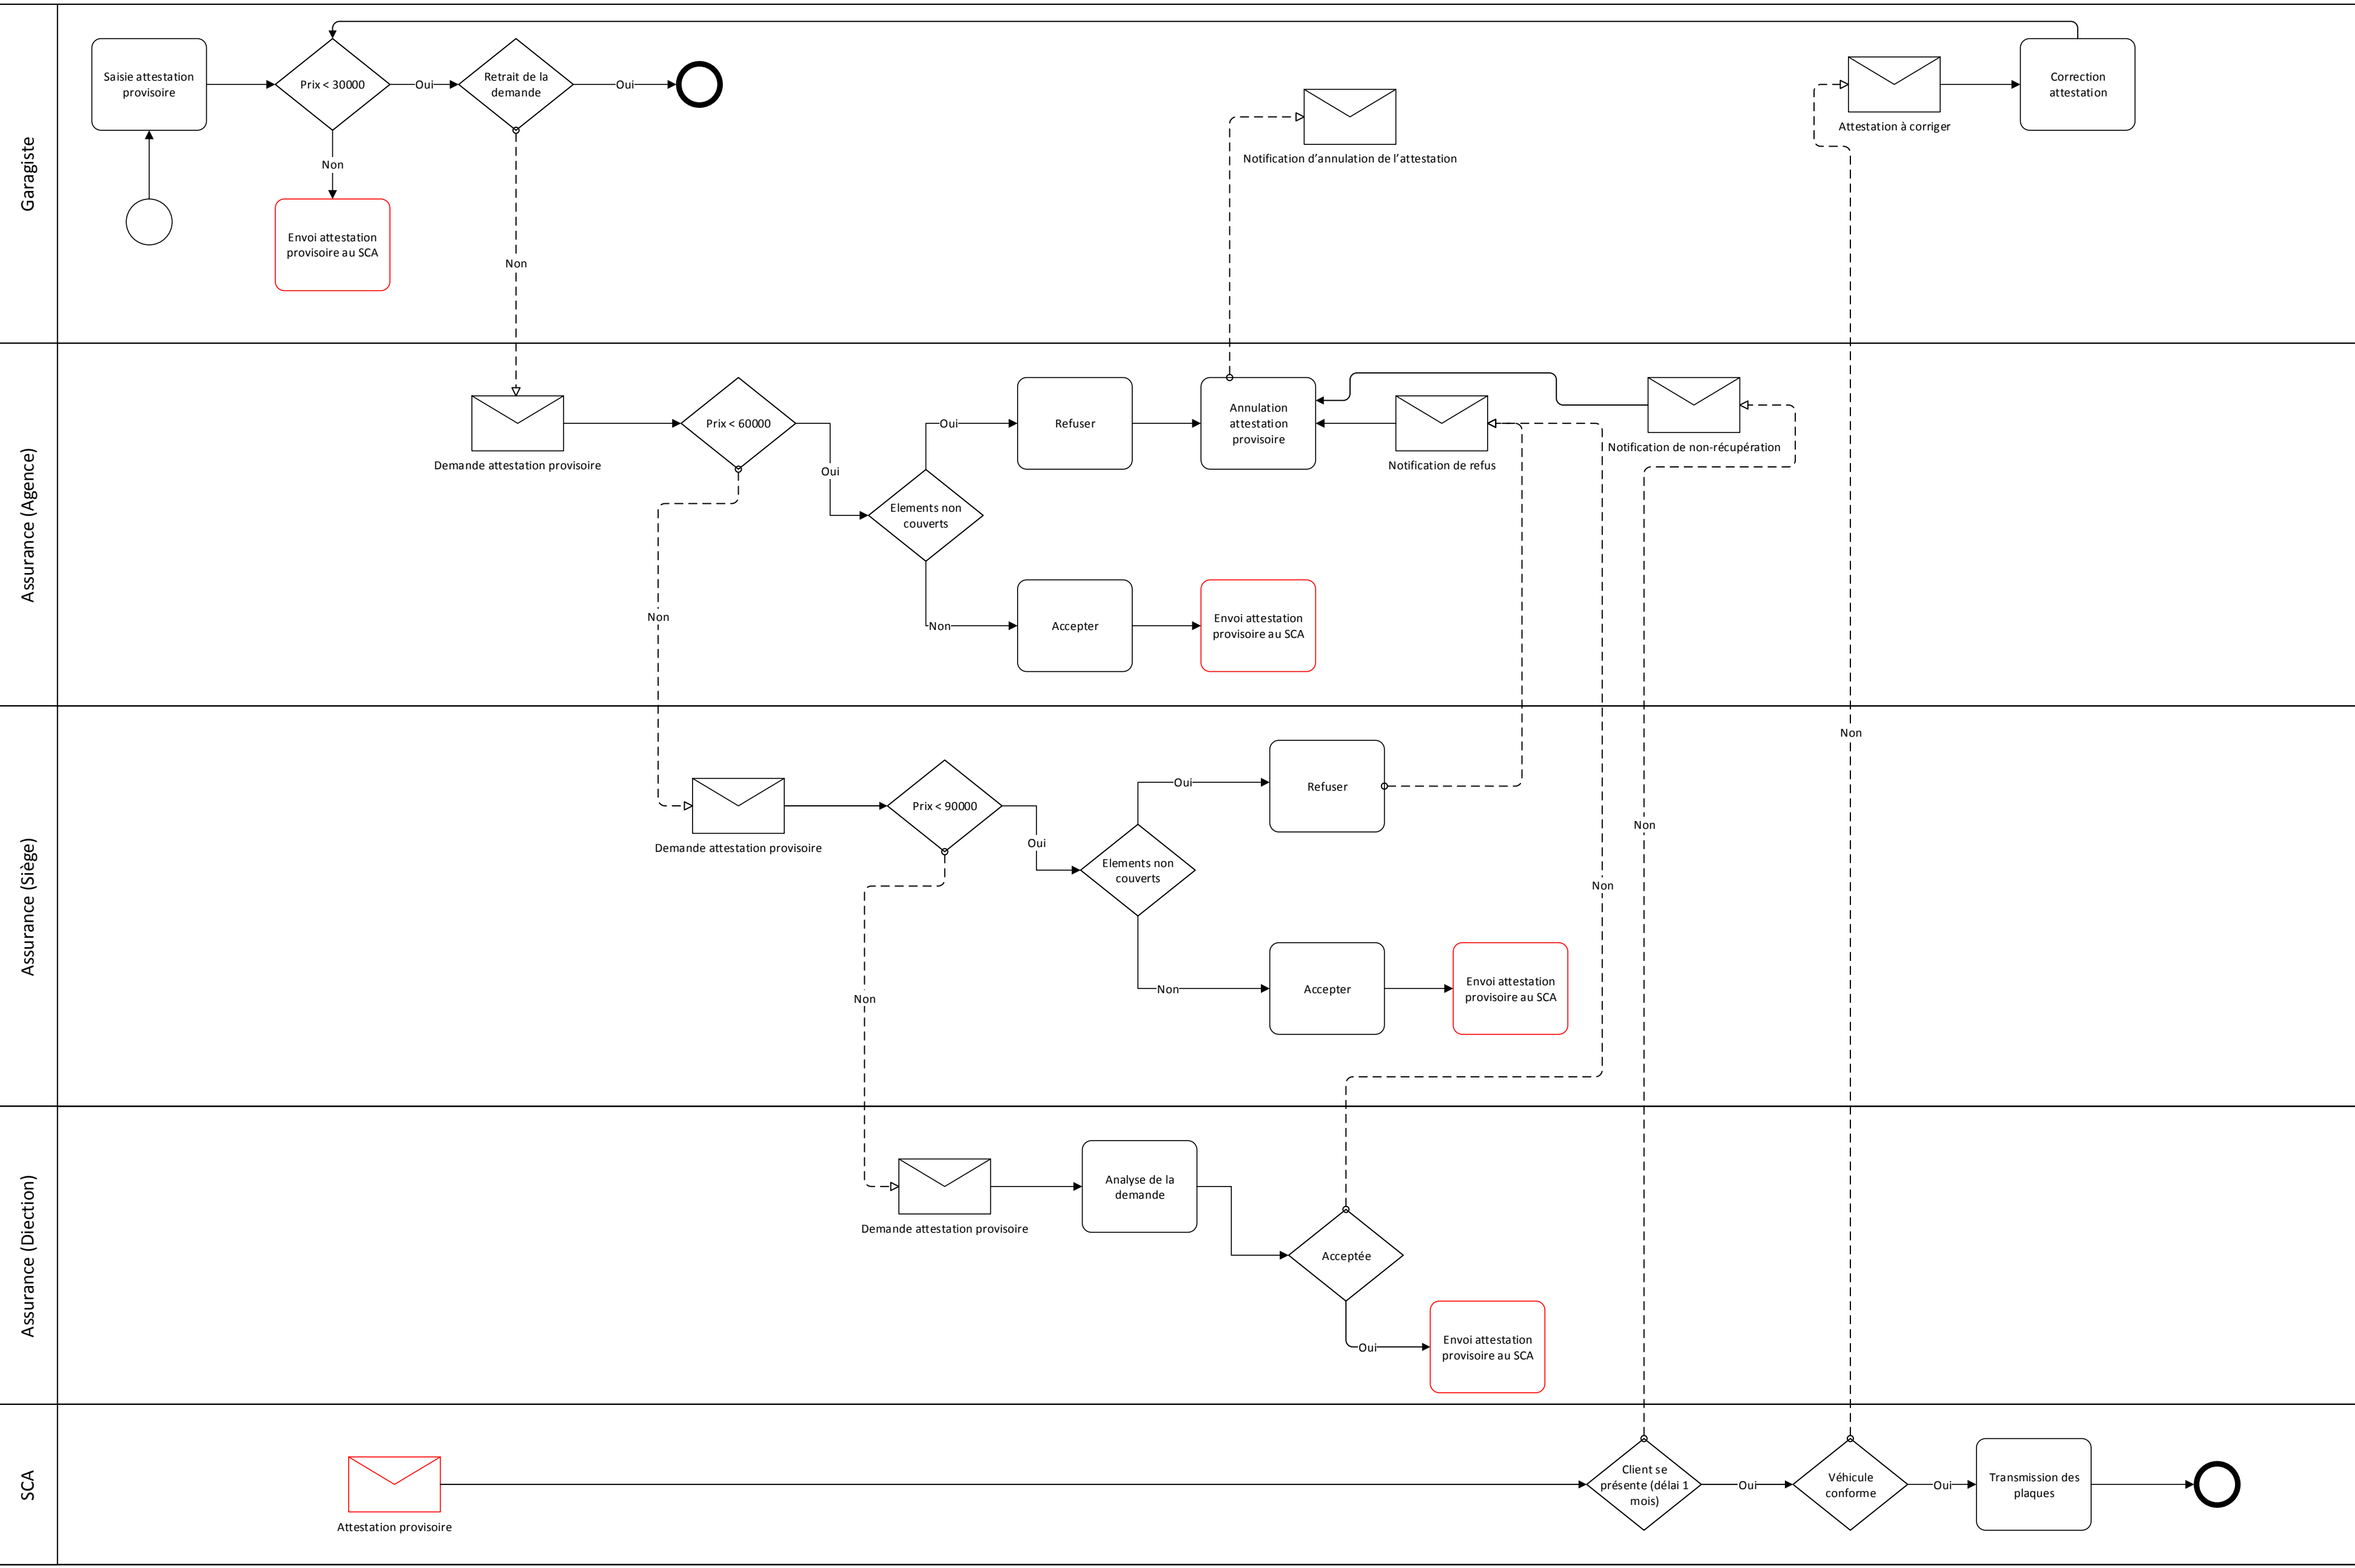 Garagiste
Saisie attestation
provisoire
Prix < 30000
Oui
Retrait de la
demande
Oui
Non
Envoi attestation
provisoire au SCA
Non
Notification d’annulation de l’attestation
Attestation à corriger
Correction
attestation
Assurance (Agence)
Demande attestation provisoire
Prix < 60000
Oui
Non
Elements non
couverts
Oui
Refuser
Annulation
attestation
provisoire
Notification de refus
Notification de non-récupération
Non
Accepter
Envoi attestation
provisoire au SCA
Assurance (Siège)
Demande attestation provisoire
Prix < 90000
Oui
Non
Elements non
couverts
Oui
Refuser
Non
Accepter
Envoi attestation
provisoire au SCA
Non
Non
Non
Assurance (Diection)
Demande attestation provisoire
Analyse de la
demande
Acceptée
Oui
Envoi attestation
provisoire au SCA
SCA
Attestation provisoire
Client se
présente (délai 1
mois)
Oui
Véhicule
conforme
Oui
Transmission des
plaques